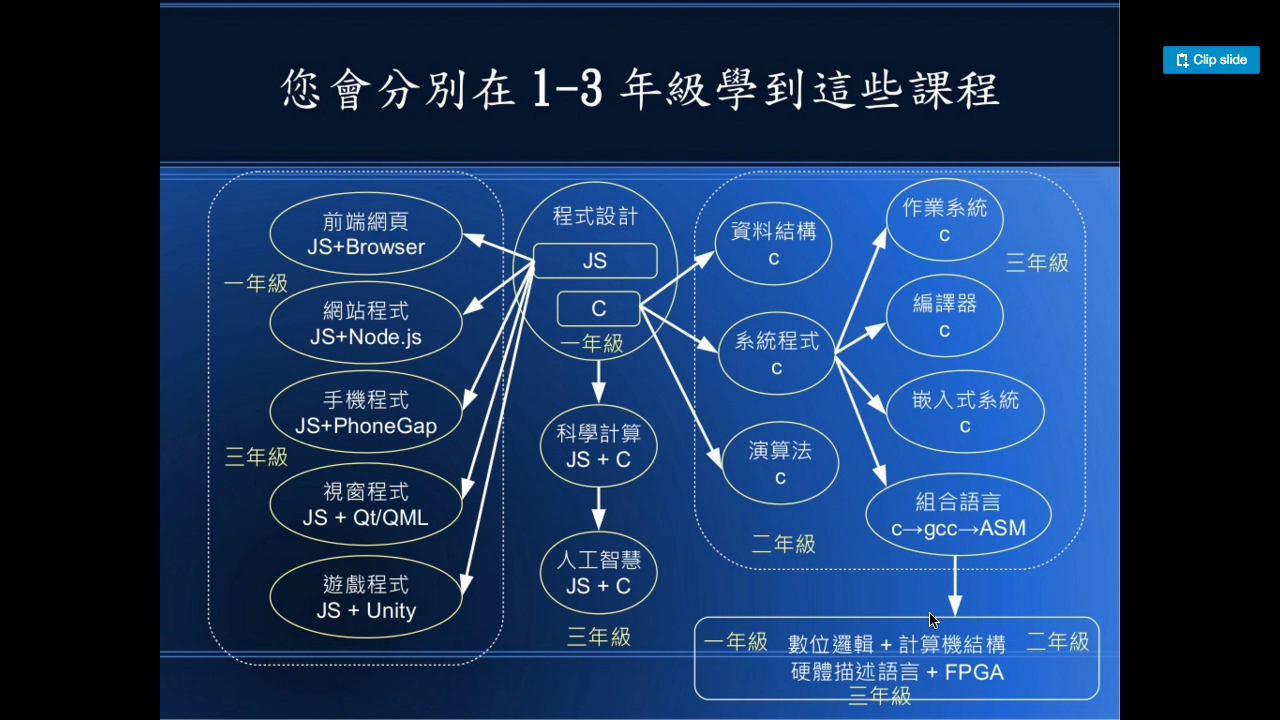 您會分別在 1-3 年級學到這些課程
Clip slide
前端網頁
JS+Browser
一年級
網站程式
JS+Node.js
手機程式
JS+PhoneGap
三年級
視窗程式
JS + Qt/QML
遊戲程式
JS + Unity
程式設計
JS
C
一年級
科學計算
JS + C
人工智慧
JS + C
三年級
資料結構
c
系統程式
c
演算法
c
二年級
作業系統
c
三年級
編譯器
c
嵌入式系統
c
組合語言
c→gcc→ASM
一年級 數位邏輯 + 計算機結構 二年級
硬體描述語言 + FPGA
三年級